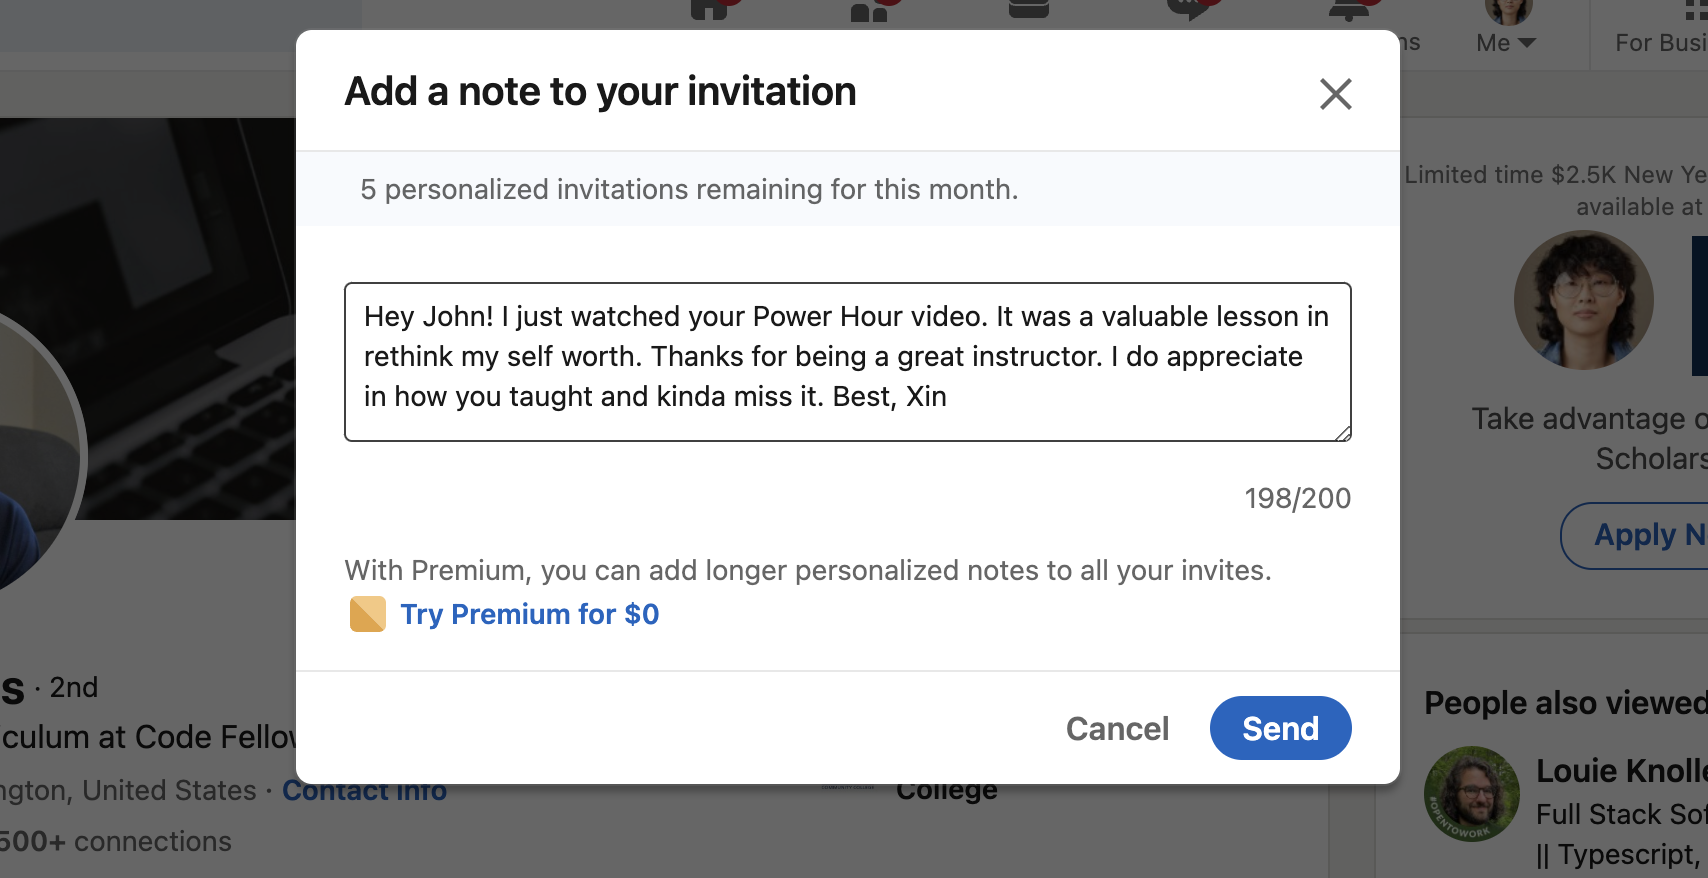 Me
For Busi
Add a note to your invitation
5 personalized invitations remaining for this month.
Limited time $2.5K New Ye
available at
Hey John! I just watched your Power Hour video. It was a valuable lesson in
rethink my self worth. Thanks for being a great instructor. I do appreciate
in how you taught and kinda miss it. Best, Xin
198/200
With Premium, you can add longer personalized notes to all your invites.
Try Premium for $0
Cancel
Send
Take advantage o
Scholars
Apply N
s · 2nd
iculum at Code Fellow
ngton, United States · Contact info
500+ connections
College
People also viewed
Louie Knolle
Full Stack Sof
|| Typescript,
#OPENTOWORK